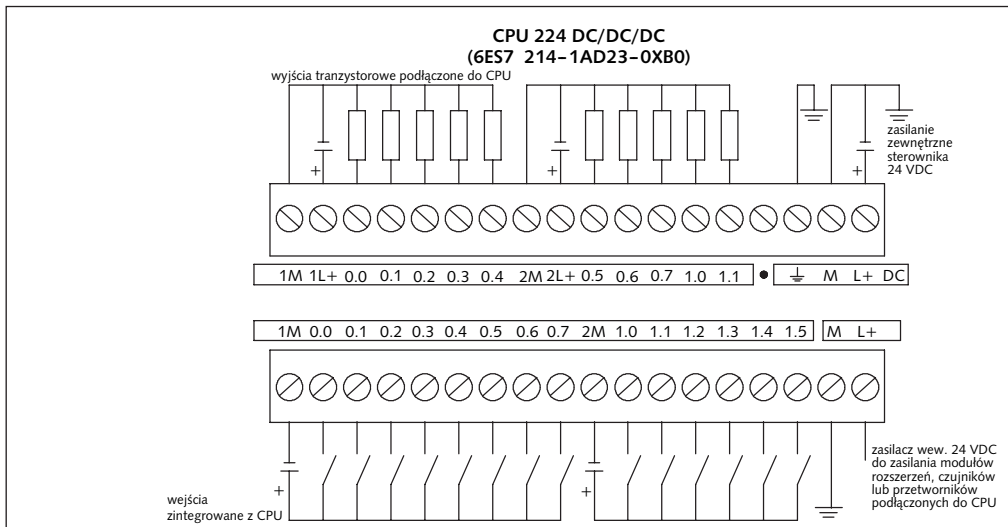 CPU 224 DC/DC/DC
(6ES7 214-1AD23-0XB0)
wyjścia tranzystorowe podłączone do CPU
zasilanie
zewnętrzne
sterownika
24 VDC
+ + +
1M 1L+ 0.0 0.1 0.2 0.3 0.4 2M 2L+ 0.5 0.6 0.7 1.0 1.1 M L+ DC
1M 0.0 0.1 0.2 0.3 0.4 0.5 0.6 0.7 2M 1.0 1.1 1.2 1.3 1.4 1.5 M L+
+ +
wejścia
zintegrowane z CPU
zasilacz wew. 24 VDC
do zasilania modułów
rozszerzeń, czujników
lub przetworników
podłączonych do CPU